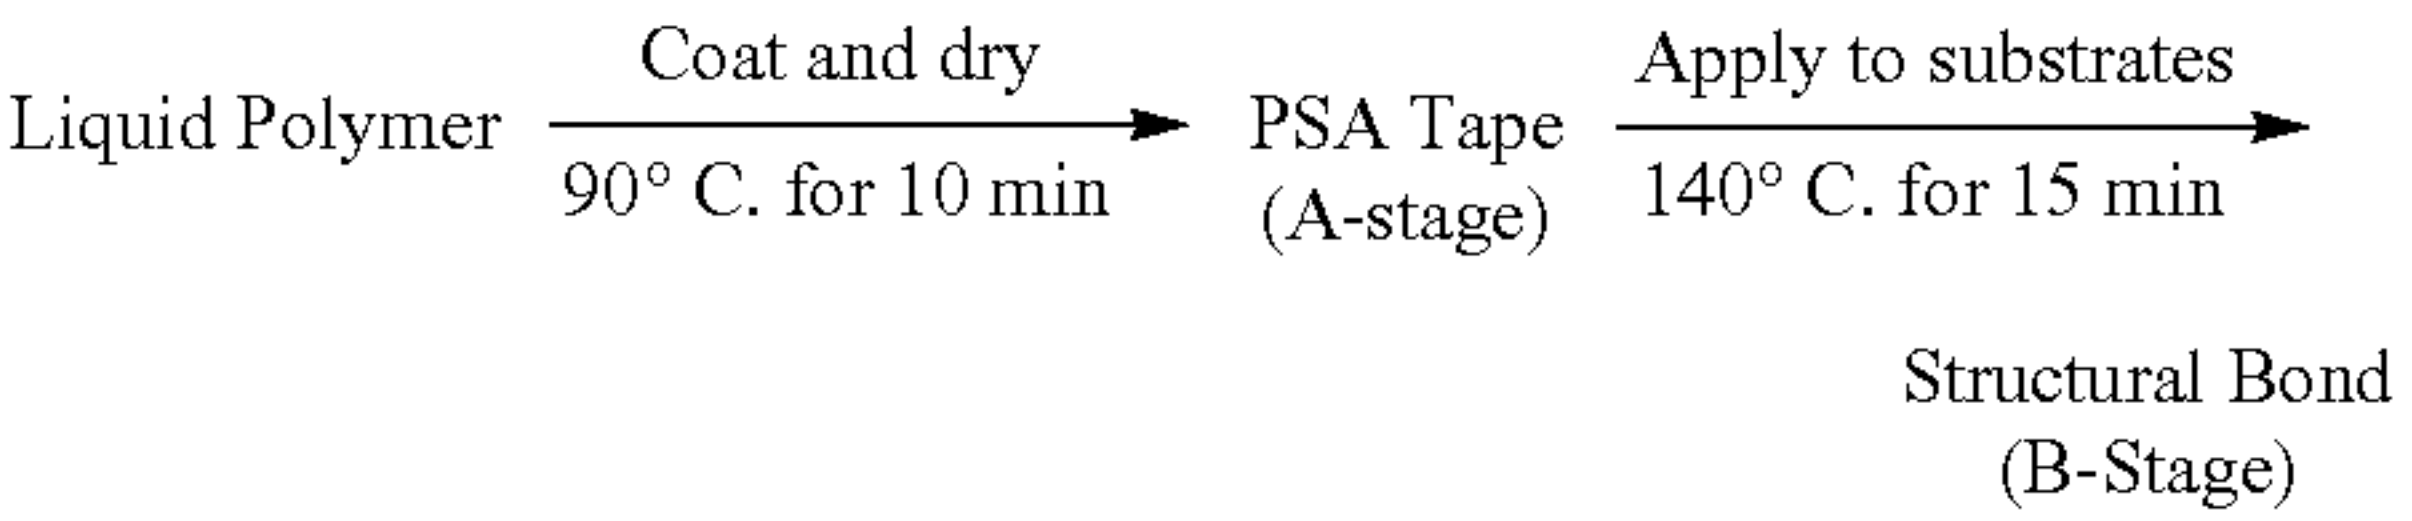 Coat and dry
Apply to substrates
Liquid Polymer
PSA Tape
90° C. for 10 min
140° C. for 15 min
(A-stage)
Structural Bond
(B-Stage)